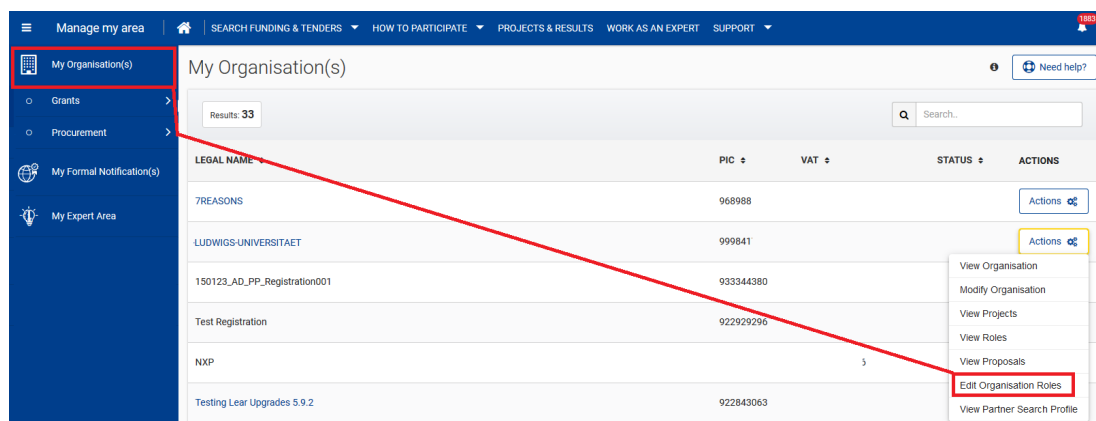 Manage my area
SEARCH FUNDING & TENDERS HOW TO PARTICIPATE PROJECTS & RESULTS WORK AS AN EXPERT SUPPORT
1883
My Organisation(s)
Grants
Procurement
My Formal Notification(s)
My Expert Area
My Organisation(s)
Need help?
Results: 33
Search..
LEGAL NAME PIC VAT STATUS ACTIONS
7REASONS 968988 Actions
-LUDWIGS-UNIVERSITAET 999841 Actions
150123_AD_PP_Registration001 933344380
Test Registration 922929296
NXP
Testing Lear Upgrades 5.9.2 922843063
View Organisation
Modify Organisation
View Projects
View Roles
View Proposals
Edit Organisation Roles
View Partner Search Profile